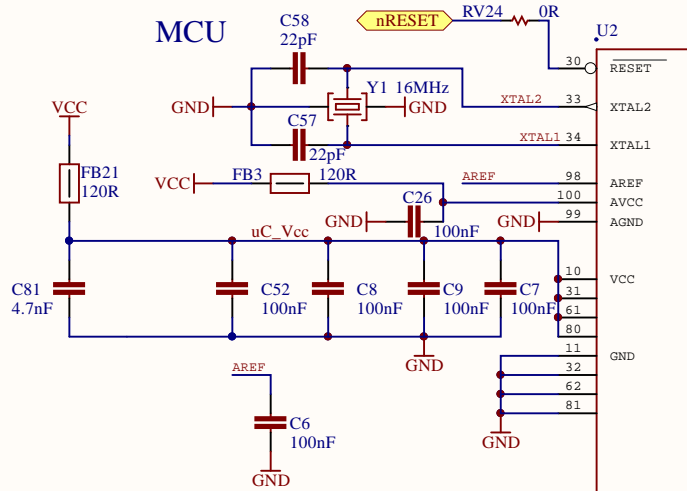 MCU
C58
22pF
nRESET
RV24
0R
U2
30
RESET
GND
Y1 16MHz
GND
XTAL2
33
XTAL2
C57
22pF
XTAL1
34
XTAL1
VCC
FB21
120R
VCC
FB3
120R
AREF
98
AREF
100
AVCC
C26
100nF
GND
GND
99
AGND
uC_Vcc
C81
4.7nF
C52
100nF
C8
100nF
C9
100nF
C7
100nF
10
VCC
31
61
80
GND
11
GND
32
62
81
GND
AREF
C6
100nF
GND